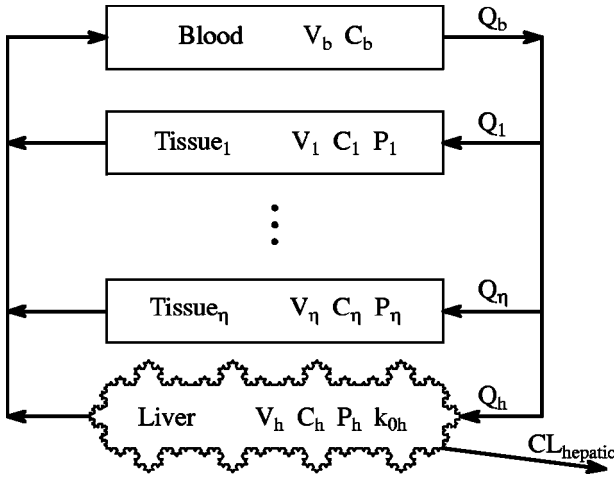 Blood V_b C_b Q_b
Tissue_1 V_1 C_1 P_1 Q_1
Tissue_η V_η C_η P_η Q_η
Liver V_h C_h P_h k_0h Q_h
CL_hepatic